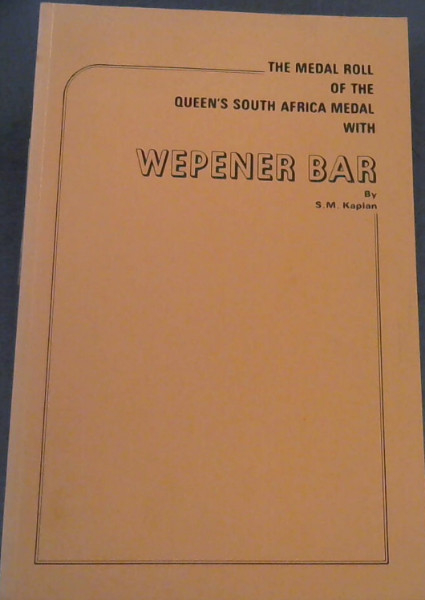 THE MEDAL ROLL
OF THE
QUEEN'S SOUTH AFRICA MEDAL
WITH
WEPENER BAR
By
S.M. Kaplan